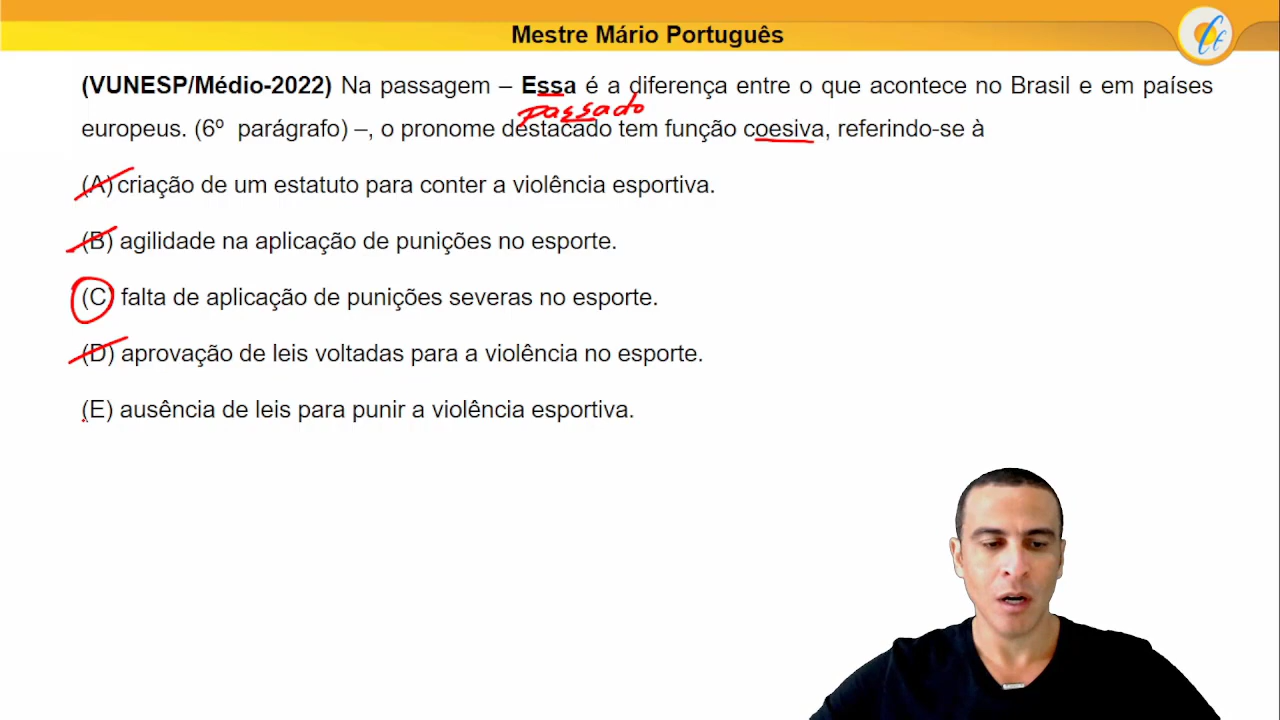 Mestre Mário Português
(VUNESP/Médio-2022) Na passagem – Essa é a diferença entre o que acontece no Brasil e em países
passado
europeus. (6º parágrafo) –, o pronome destacado tem função coesiva, referindo-se à
(A) criação de um estatuto para conter a violência esportiva.
(B) agilidade na aplicação de punições no esporte.
(C) falta de aplicação de punições severas no esporte.
(D) aprovação de leis voltadas para a violência no esporte.
(E) ausência de leis para punir a violência esportiva.